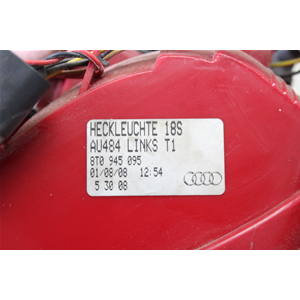 HECKLEUCHTE 18S
AU484 LINKS T1
8T0 945 095
01/08/08 12:54
5 30 08